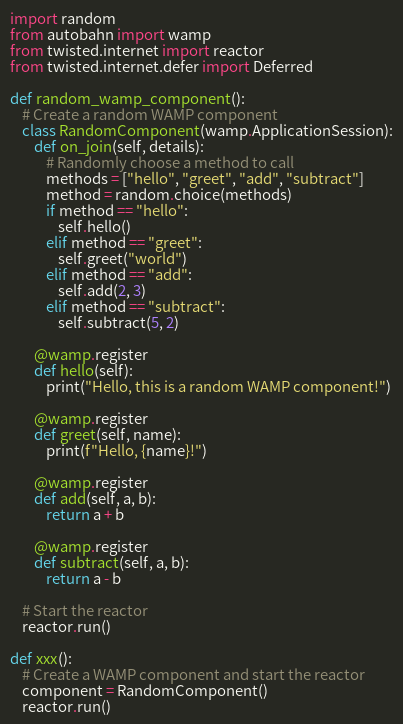 import random
from autobahn import wamp
from twisted.internet import reactor
from twisted.internet.defer import Deferred

def random_wamp_component():
    # Create a random WAMP component
    class RandomComponent(wamp.ApplicationSession):
        def on_join(self, details):
            # Randomly choose a method to call
            methods = ["hello", "greet", "add", "subtract"]
            method = random.choice(methods)
            if method == "hello":
                self.hello()
            elif method == "greet":
                self.greet("world")
            elif method == "add":
                self.add(2, 3)
            elif method == "subtract":
                self.subtract(5, 2)

        @wamp.register
        def hello(self):
            print("Hello, this is a random WAMP component!")

        @wamp.register
        def greet(self, name):
            print(f"Hello, {name}!")

        @wamp.register
        def add(self, a, b):
            return a + b

        @wamp.register
        def subtract(self, a, b):
            return a - b

    # Start the reactor
    reactor.run()

def xxx():
    # Create a WAMP component and start the reactor
    component = RandomComponent()
    reactor.run()